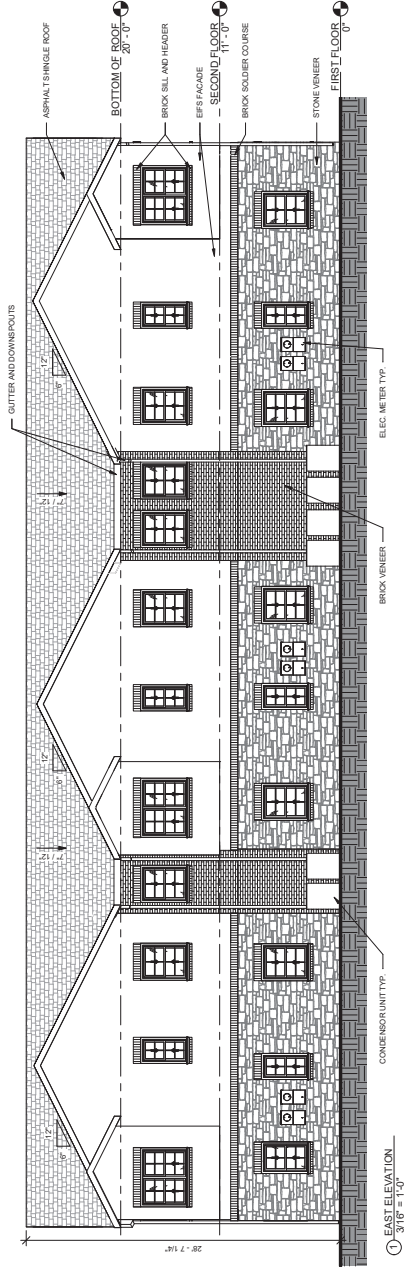 ASPHALT SHINGLE ROOF
BOTTOM OF ROOF
20' - 0"
BRICK SILL AND HEADER
EIFS FACADE
SECOND FLOOR
11' - 0"
BRICK SOLDIER COURSE
STONE VENEER
FIRST FLOOR
0"
GUTTER AND DOWNSPOUTS
12"
6"
7" / 12"
12"
6"
7" / 12"
12"
6"
ELEC. METER TYP.
BRICK VENEER
CONDENSOR UNIT TYP.
28' - 7 1/4"
1
EAST ELEVATION
3/16" = 1'-0"